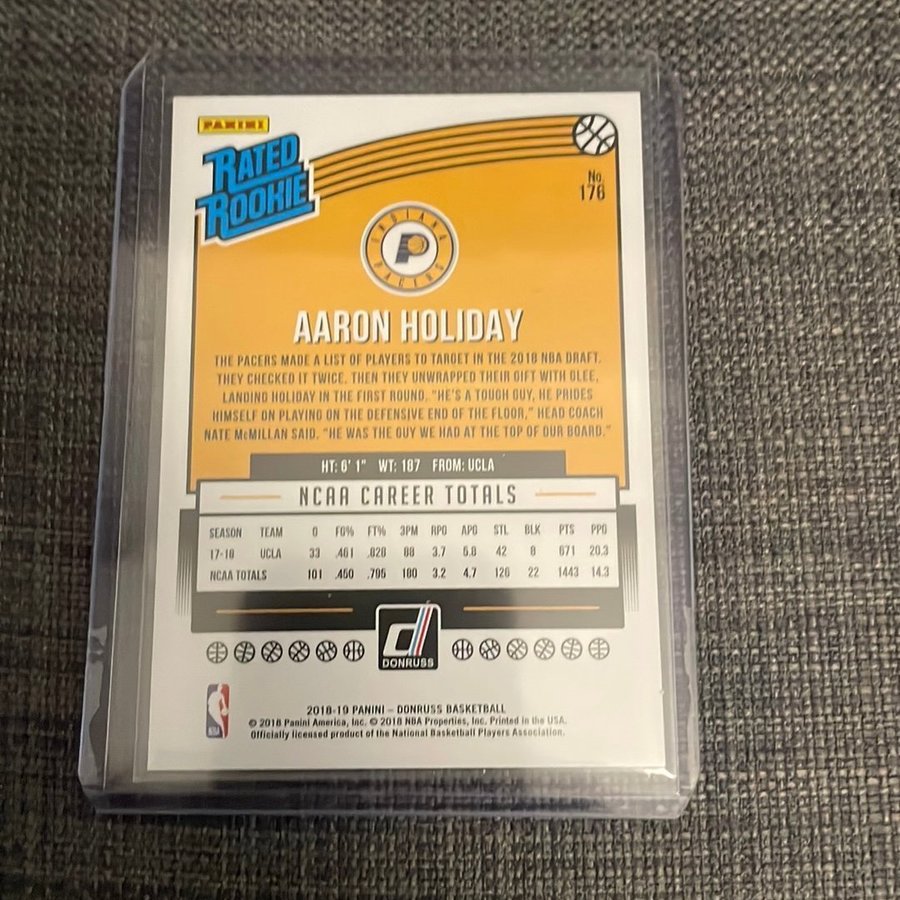 PANINI
RATED
ROOKIE
No.
176
INDIANA
PACERS
AARON HOLIDAY
THE PACERS MADE A LIST OF PLAYERS TO TARGET IN THE 2018 NBA DRAFT.
THEY CHECKED IT TWICE. THEN THEY UNWRAPPED THEIR GIFT WITH GLEE,
LANDING HOLIDAY IN THE FIRST ROUND. "HE'S A TOUGH GUY, HE PRIDES
HIMSELF ON PLAYING ON THE DEFENSIVE END OF THE FLOOR," HEAD COACH
NATE McMILLAN SAID. "HE WAS THE GUY WE HAD AT THE TOP OF OUR BOARD."
HT: 6' 1" WT: 187 FROM: UCLA
NCAA CAREER TOTALS
SEASON TEAM G FG% FT% 3PM RPG APG STL BLK PTS PPG
17-18 UCLA 33 .461 .828 88 3.7 5.8 42 8 671 20.3
NCAA TOTALS 101 .450 .795 180 3.2 4.7 126 22 1443 14.3
DONRUSS
NBA
2018-19 PANINI – DONRUSS BASKETBALL
© 2018 Panini America, Inc. © 2018 NBA Properties, Inc. Printed in the USA.
Officially licensed product of the National Basketball Players Association.